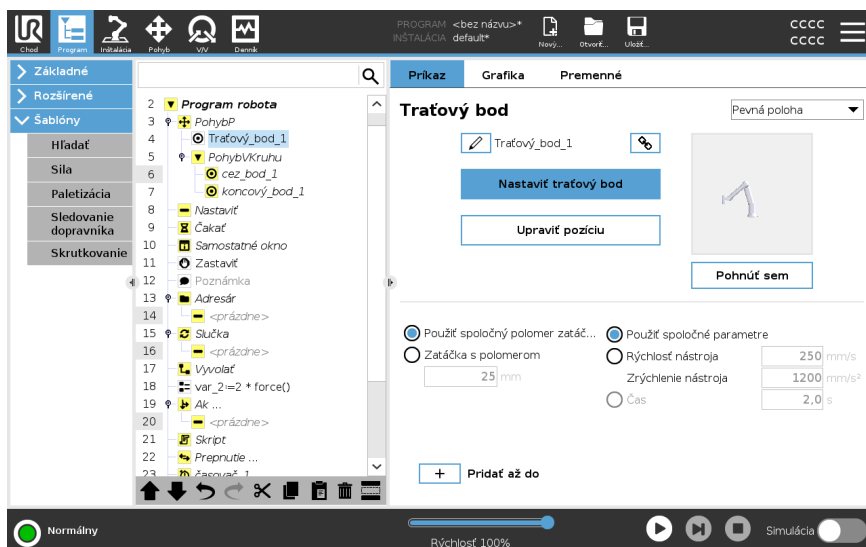 UR
PROGRAM <bez názvu>*
INŠTALÁCIA default*
CCCC
CCCC
Chod Program Inštalácia Pohyb V/V Denník Nový... Otvoriť... Uložiť...
Základné
Rozšírené
Šablóny
Hľadať
Sila
Paletizácia
Sledovanie
dopravníka
Skrutkovanie
2 Program robota
3 PohybP
4 Traťový_bod_1
5 PohybVKruhu
6 cez_bod_1
7 koncový_bod_1
8 Nastaviť
9 Čakať
10 Samostatné okno
11 Zastaviť
12 Poznámka
13 Adresár
14 <prázdne>
15 Slučka
16 <prázdne>
17 Vyvolať
18 var_2≔2 * force()
19 Ak ...
20 <prázdne>
21 Skript
22 Prepnutie ...
23 časovač_1
Príkaz Grafika Premenné
Traťový bod
Pevná poloha
Traťový_bod_1
Nastaviť traťový bod
Upraviť pozíciu
Pohnúť sem
Použiť spoločný polomer zatáč...
Zatáčka s polomerom
25 mm
Použiť spoločné parametre
Rýchlosť nástroja 250 mm/s
Zrýchlenie nástroja 1200 mm/s²
Čas 2,0 s
+ Pridať až do
Normálny
Rýchlosť 100%
Simulácia